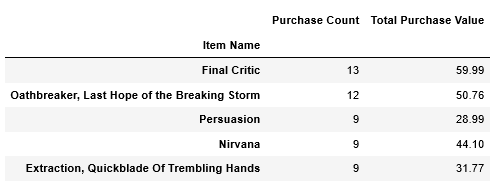 Purchase Count Total Purchase Value
Item Name
Final Critic 13 59.99
Oathbreaker, Last Hope of the Breaking Storm 12 50.76
Persuasion 9 28.99
Nirvana 9 44.10
Extraction, Quickblade Of Trembling Hands 9 31.77